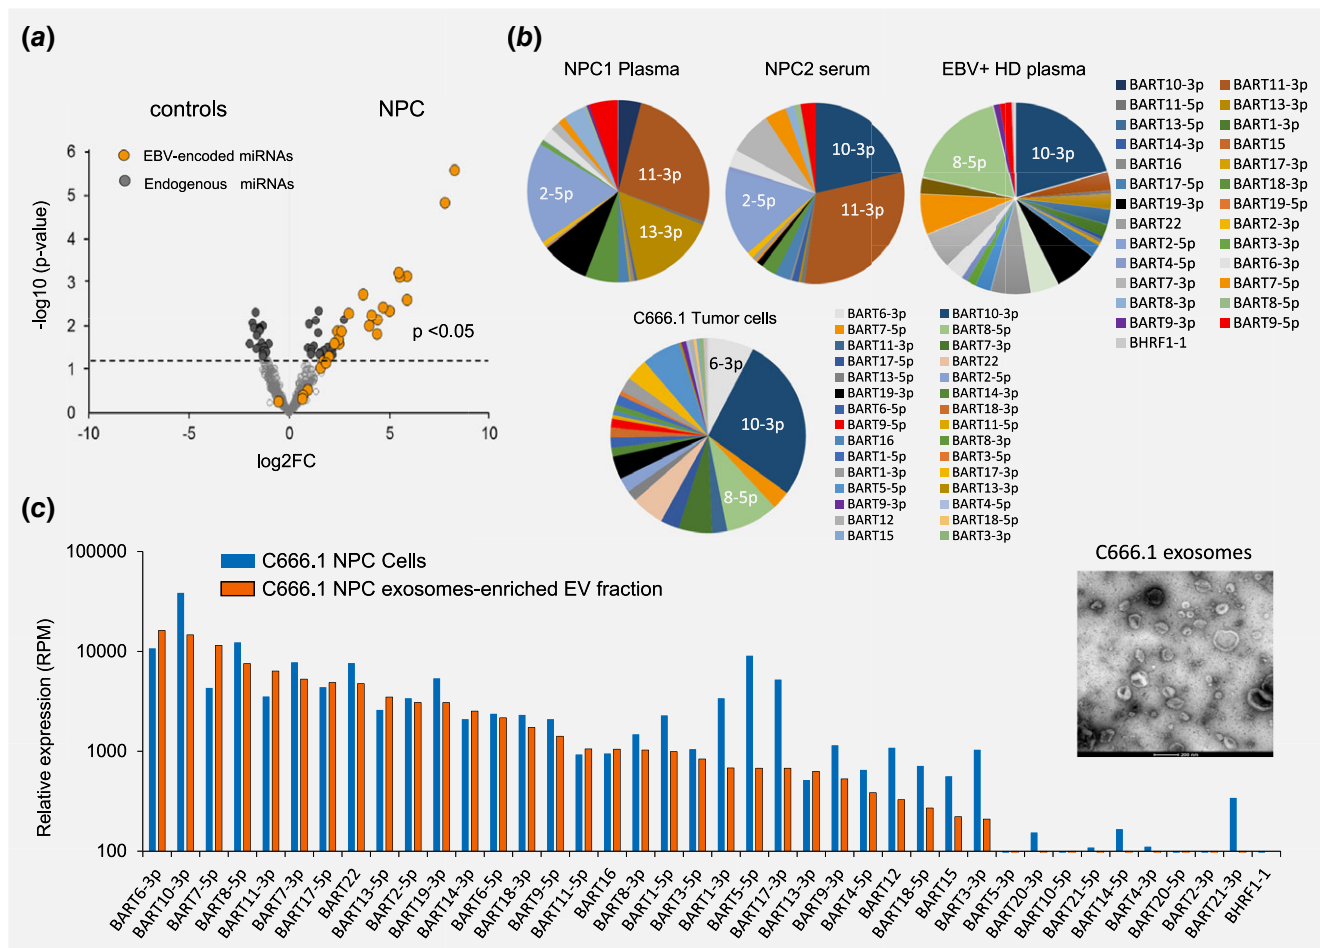 (a)
controls
NPC
EBV-encoded miRNAs
Endogenous miRNAs
6
5
4
3
2
1
0
-log10 (p-value)
p <0.05
-10
-5
0
5
10
log2FC
(b)
NPC1 Plasma
11-3p
13-3p
2-5p
NPC2 serum
10-3p
11-3p
2-5p
EBV+ HD plasma
8-5p
10-3p
BART10-3p
BART11-3p
BART11-5p
BART13-3p
BART13-5p
BART1-3p
BART14-3p
BART15
BART16
BART17-3p
BART17-5p
BART18-3p
BART19-3p
BART19-5p
BART22
BART2-3p
BART2-5p
BART3-3p
BART4-5p
BART6-3p
BART7-3p
BART7-5p
BART8-3p
BART8-5p
BART9-3p
BART9-5p
BHRF1-1
C666.1 Tumor cells
6-3p
10-3p
8-5p
BART6-3p
BART10-3p
BART7-5p
BART8-5p
BART11-3p
BART7-3p
BART17-5p
BART22
BART13-5p
BART2-5p
BART19-3p
BART14-3p
BART6-5p
BART18-3p
BART9-5p
BART11-5p
BART16
BART8-3p
BART1-5p
BART3-5p
BART1-3p
BART17-3p
BART5-5p
BART13-3p
BART9-3p
BART4-5p
BART12
BART18-5p
BART15
BART3-3p
(c)
100000
10000
1000
100
Relative expression (RPM)
C666.1 NPC Cells
C666.1 NPC exosomes-enriched EV fraction
C666.1 exosomes
200 nm
BART6-3p
BART10-3p
BART7-5p
BART8-5p
BART11-3p
BART7-3p
BART17-5p
BART22
BART13-5p
BART2-5p
BART19-3p
BART14-3p
BART6-5p
BART18-3p
BART9-5p
BART11-5p
BART16
BART8-3p
BART1-5p
BART3-5p
BART1-3p
BART5-5p
BART17-3p
BART13-3p
BART9-3p
BART4-5p
BART12
BART18-5p
BART15
BART3-3p
BART5-3p
BART20-3p
BART10-5p
BART21-5p
BART14-5p
BART4-3p
BART20-5p
BART2-3p
BART21-3p
BHRF1-1